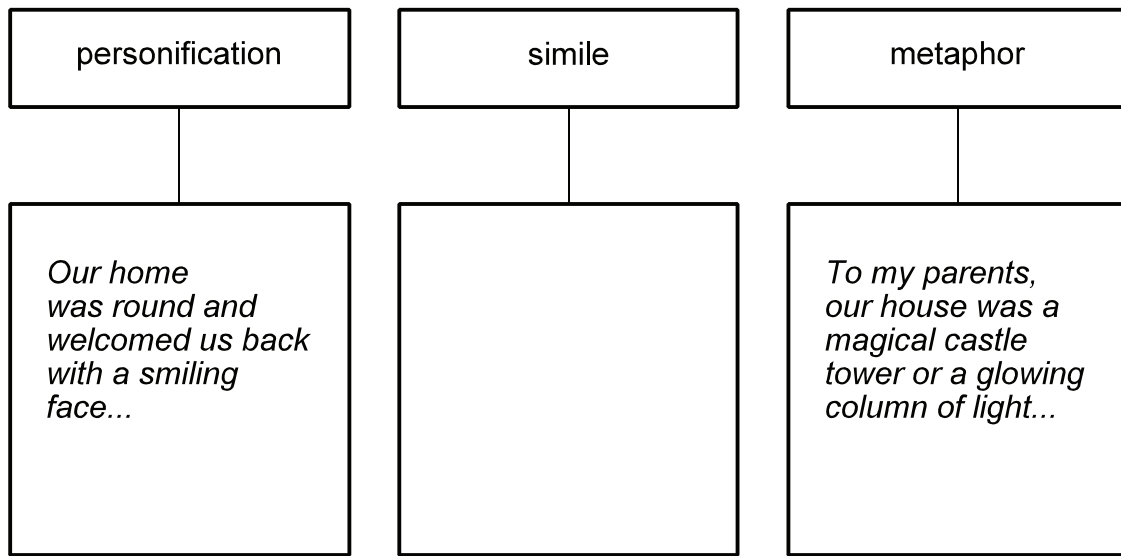 personification
simile
metaphor
Our home
was round and
welcomed us back
with a smiling
face...
To my parents,
our house was a
magical castle
tower or a glowing
column of light...